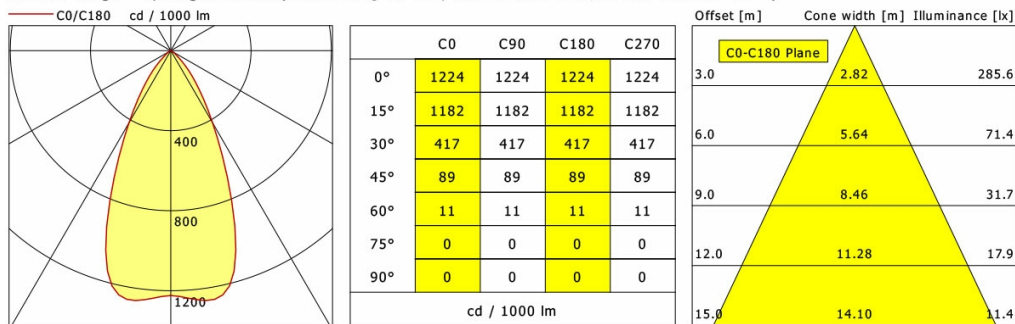 C0/C180 cd / 1000 lm
400
800
1200
C0 C90 C180 C270
0° 1224 1224 1224 1224
15° 1182 1182 1182 1182
30° 417 417 417 417
45° 89 89 89 89
60° 11 11 11 11
75° 0 0 0 0
90° 0 0 0 0
cd / 1000 lm
Offset [m] Cone width [m] Illuminance [lx]
C0-C180 Plane
3.0 2.82 285.6
6.0 5.64 71.4
9.0 8.46 31.7
12.0 11.28 17.9
15.0 14.10 11.4